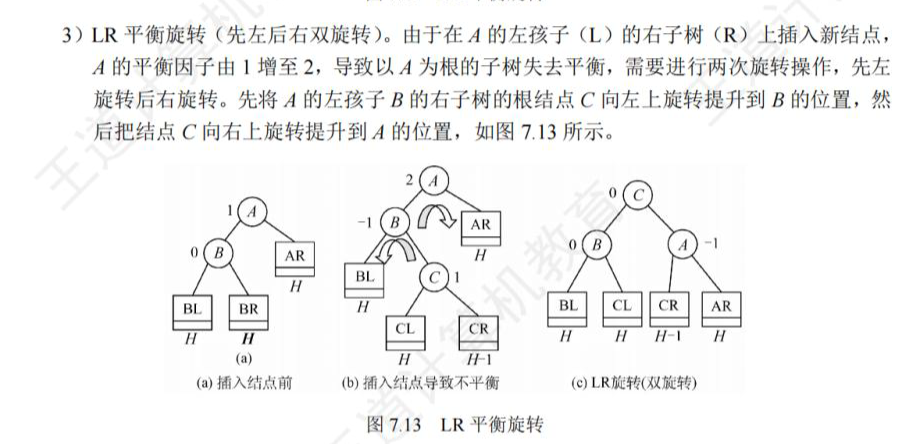 3）LR 平衡旋转（先左后右双旋转）。由于在 A 的左孩子（L）的右子树（R）上插入新结点，
A 的平衡因子由 1 增至 2，导致以 A 为根的子树失去平衡，需要进行两次旋转操作，先左
旋转后右旋转。先将 A 的左孩子 B 的右子树的根结点 C 向左上旋转提升到 B 的位置，然
后把结点 C 向右上旋转提升到 A 的位置，如图 7.13 所示。
1 A
0 B
AR
H
BL
BR
H
H
(a)
(a) 插入结点前
2 A
-1 B
AR
H
BL
H
C 1
CL
CR
H
H-1
(b) 插入结点导致不平衡
0 C
0 B
A -1
BL
CL
CR
AR
H
H
H-1
H
(c) LR旋转(双旋转)
图 7.13 LR 平衡旋转
王道计算机教育